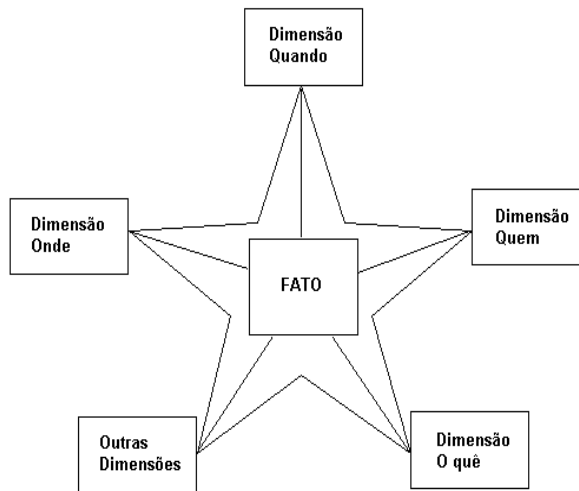 Dimensão
Quando
Dimensão
Onde
Dimensão
Quem
FATO
Outras
Dimensões
Dimensão
O quê